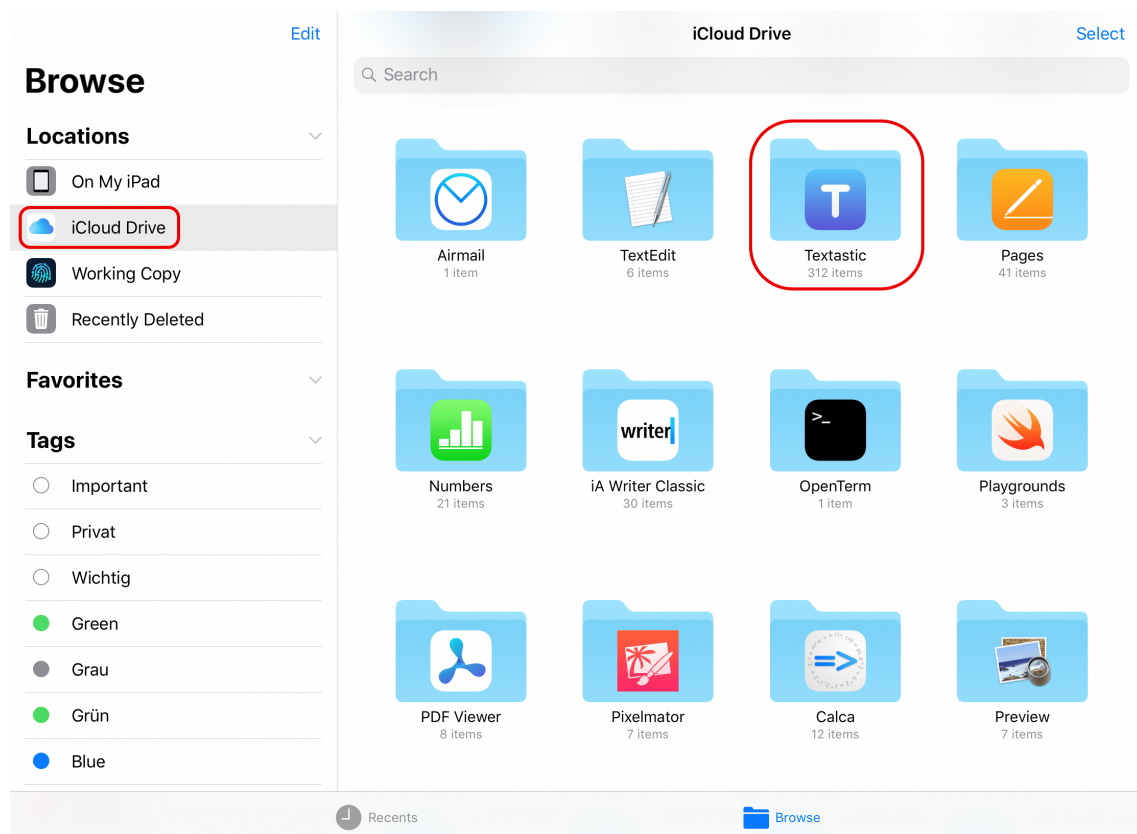 Edit
Browse
Locations
On My iPad
iCloud Drive
Working Copy
Recently Deleted
Favorites
Tags
Important
Privat
Wichtig
Green
Grau
Grün
Blue
iCloud Drive
Select
Search
Airmail
1 item
TextEdit
6 items
T
Textastic
312 items
Pages
41 items
Numbers
21 items
writer
iA Writer Classic
30 items
>_
OpenTerm
1 item
Playgrounds
3 items
PDF Viewer
8 items
Pixelmator
7 items
=>
Calca
12 items
Preview
7 items
Recents
Browse